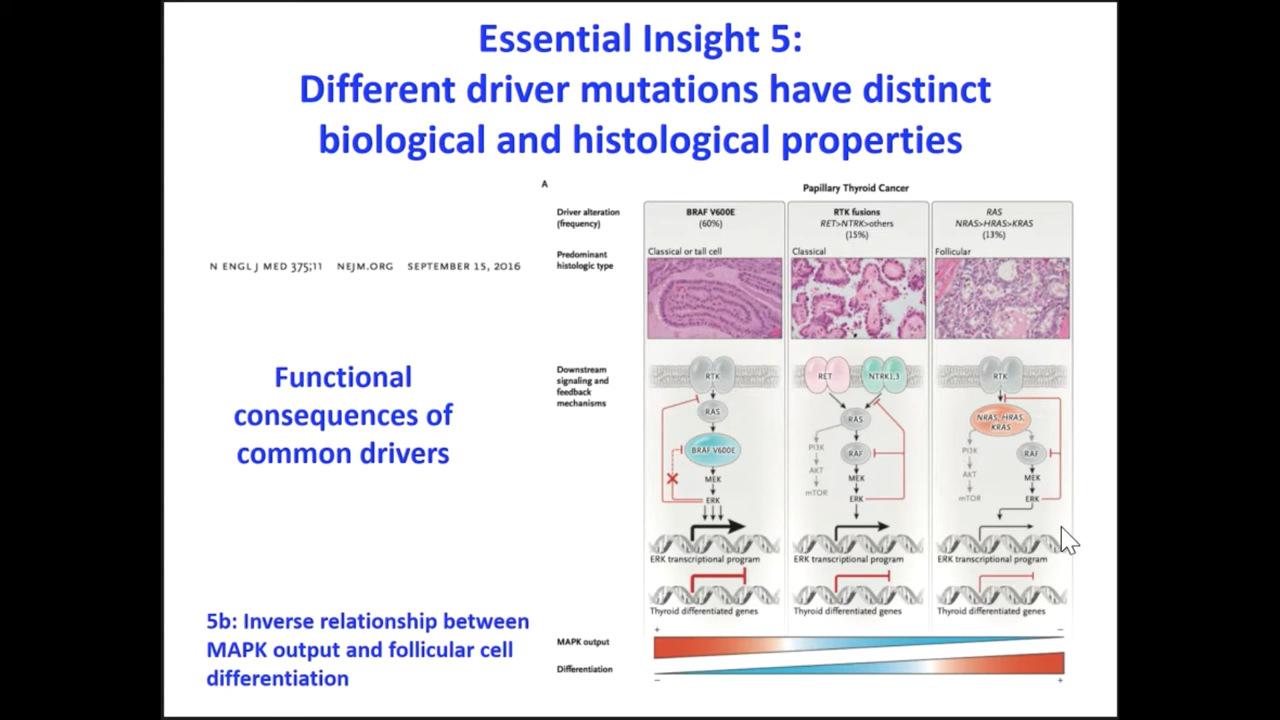 Essential Insight 5:
Different driver mutations have distinct
biological and histological properties
N ENGL J MED 375;11 NEJM.ORG SEPTEMBER 15, 2016
Functional
consequences of
common drivers
5b: Inverse relationship between
MAPK output and follicular cell
differentiation
A
Papillary Thyroid Cancer
Driver alteration
(frequency)
BRAF V600E
(60%)
RTK fusions
RET>NTRK>others
(15%)
RAS
NRAS>HRAS>KRAS
(13%)
Predominant
histologic type
Classical or tall cell
Classical
Follicular
Downstream
signaling and
feedback
mechanisms
RTK
RAS
BRAF V600E
MEK
ERK
ERK transcriptional program
Thyroid differentiated genes
RET
NTRK1,3
RAS
PI3K
AKT
mTOR
RAF
MEK
ERK
ERK transcriptional program
Thyroid differentiated genes
RTK
NRAS, HRAS,
KRAS
PI3K
AKT
mTOR
RAF
MEK
ERK
ERK transcriptional program
Thyroid differentiated genes
+ −
MAPK output
Differentiation
− +